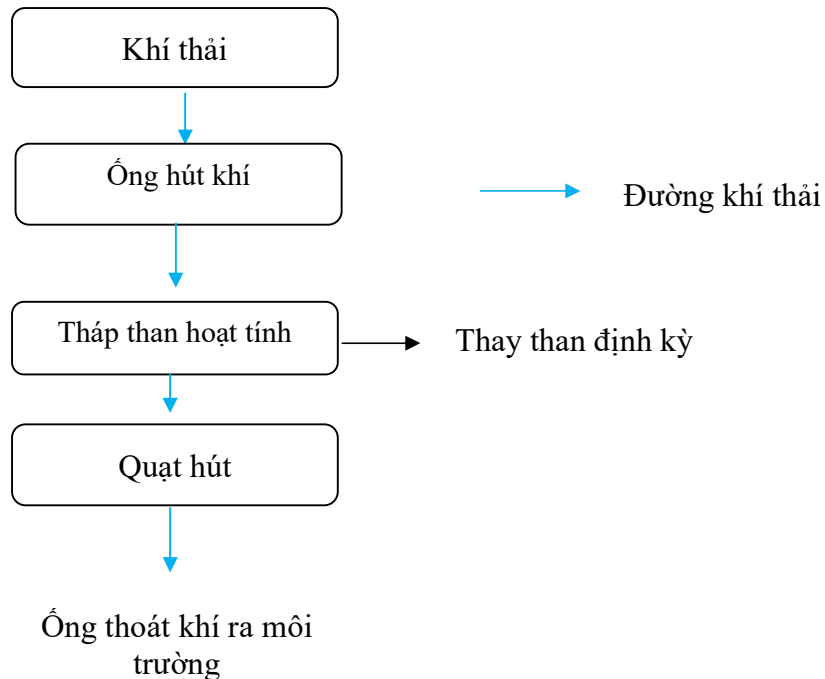 Khí thải
Ống hút khí
Đường khí thải
Tháp than hoạt tính
Thay than định kỳ
Quạt hút
Ống thoát khí ra môi
trường